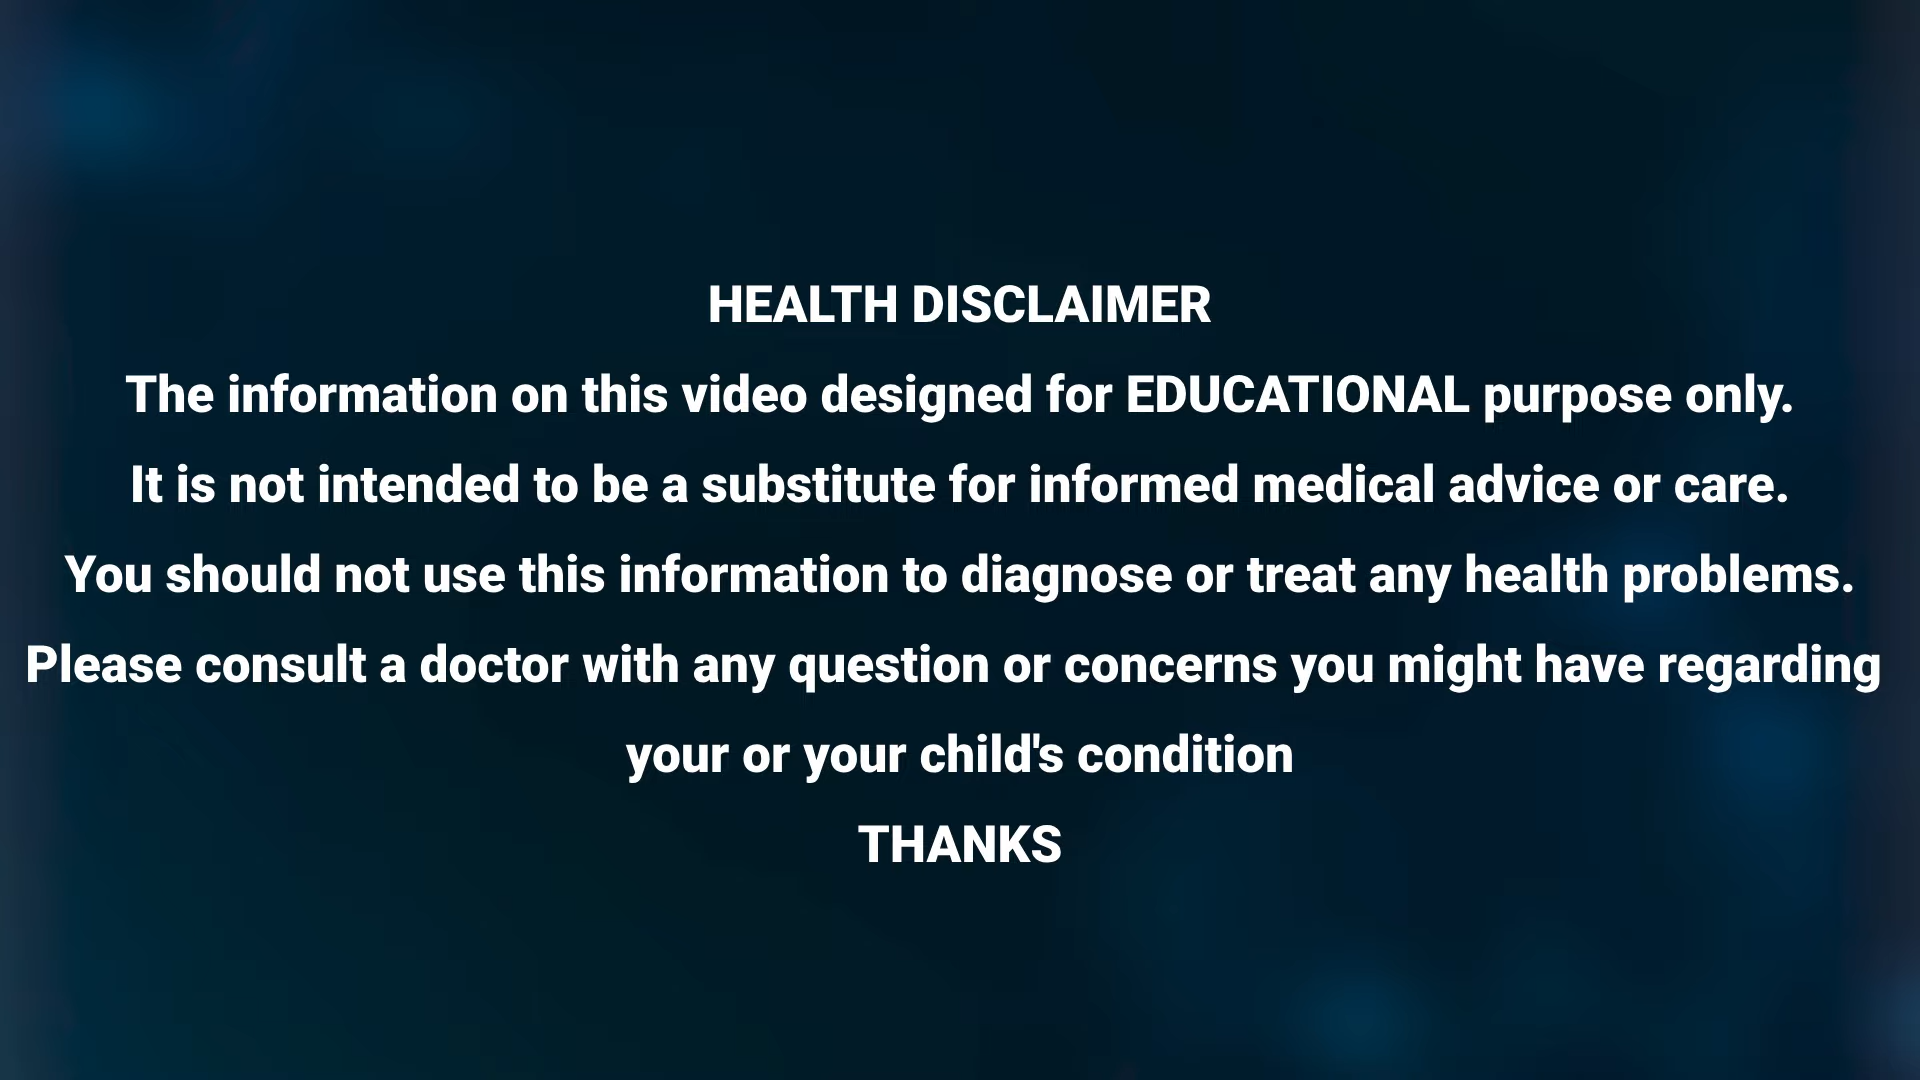 HEALTH DISCLAIMER
The information on this video designed for EDUCATIONAL purpose only.
It is not intended to be a substitute for informed medical advice or care.
You should not use this information to diagnose or treat any health problems.
Please consult a doctor with any question or concerns you might have regarding
your or your child's condition
THANKS